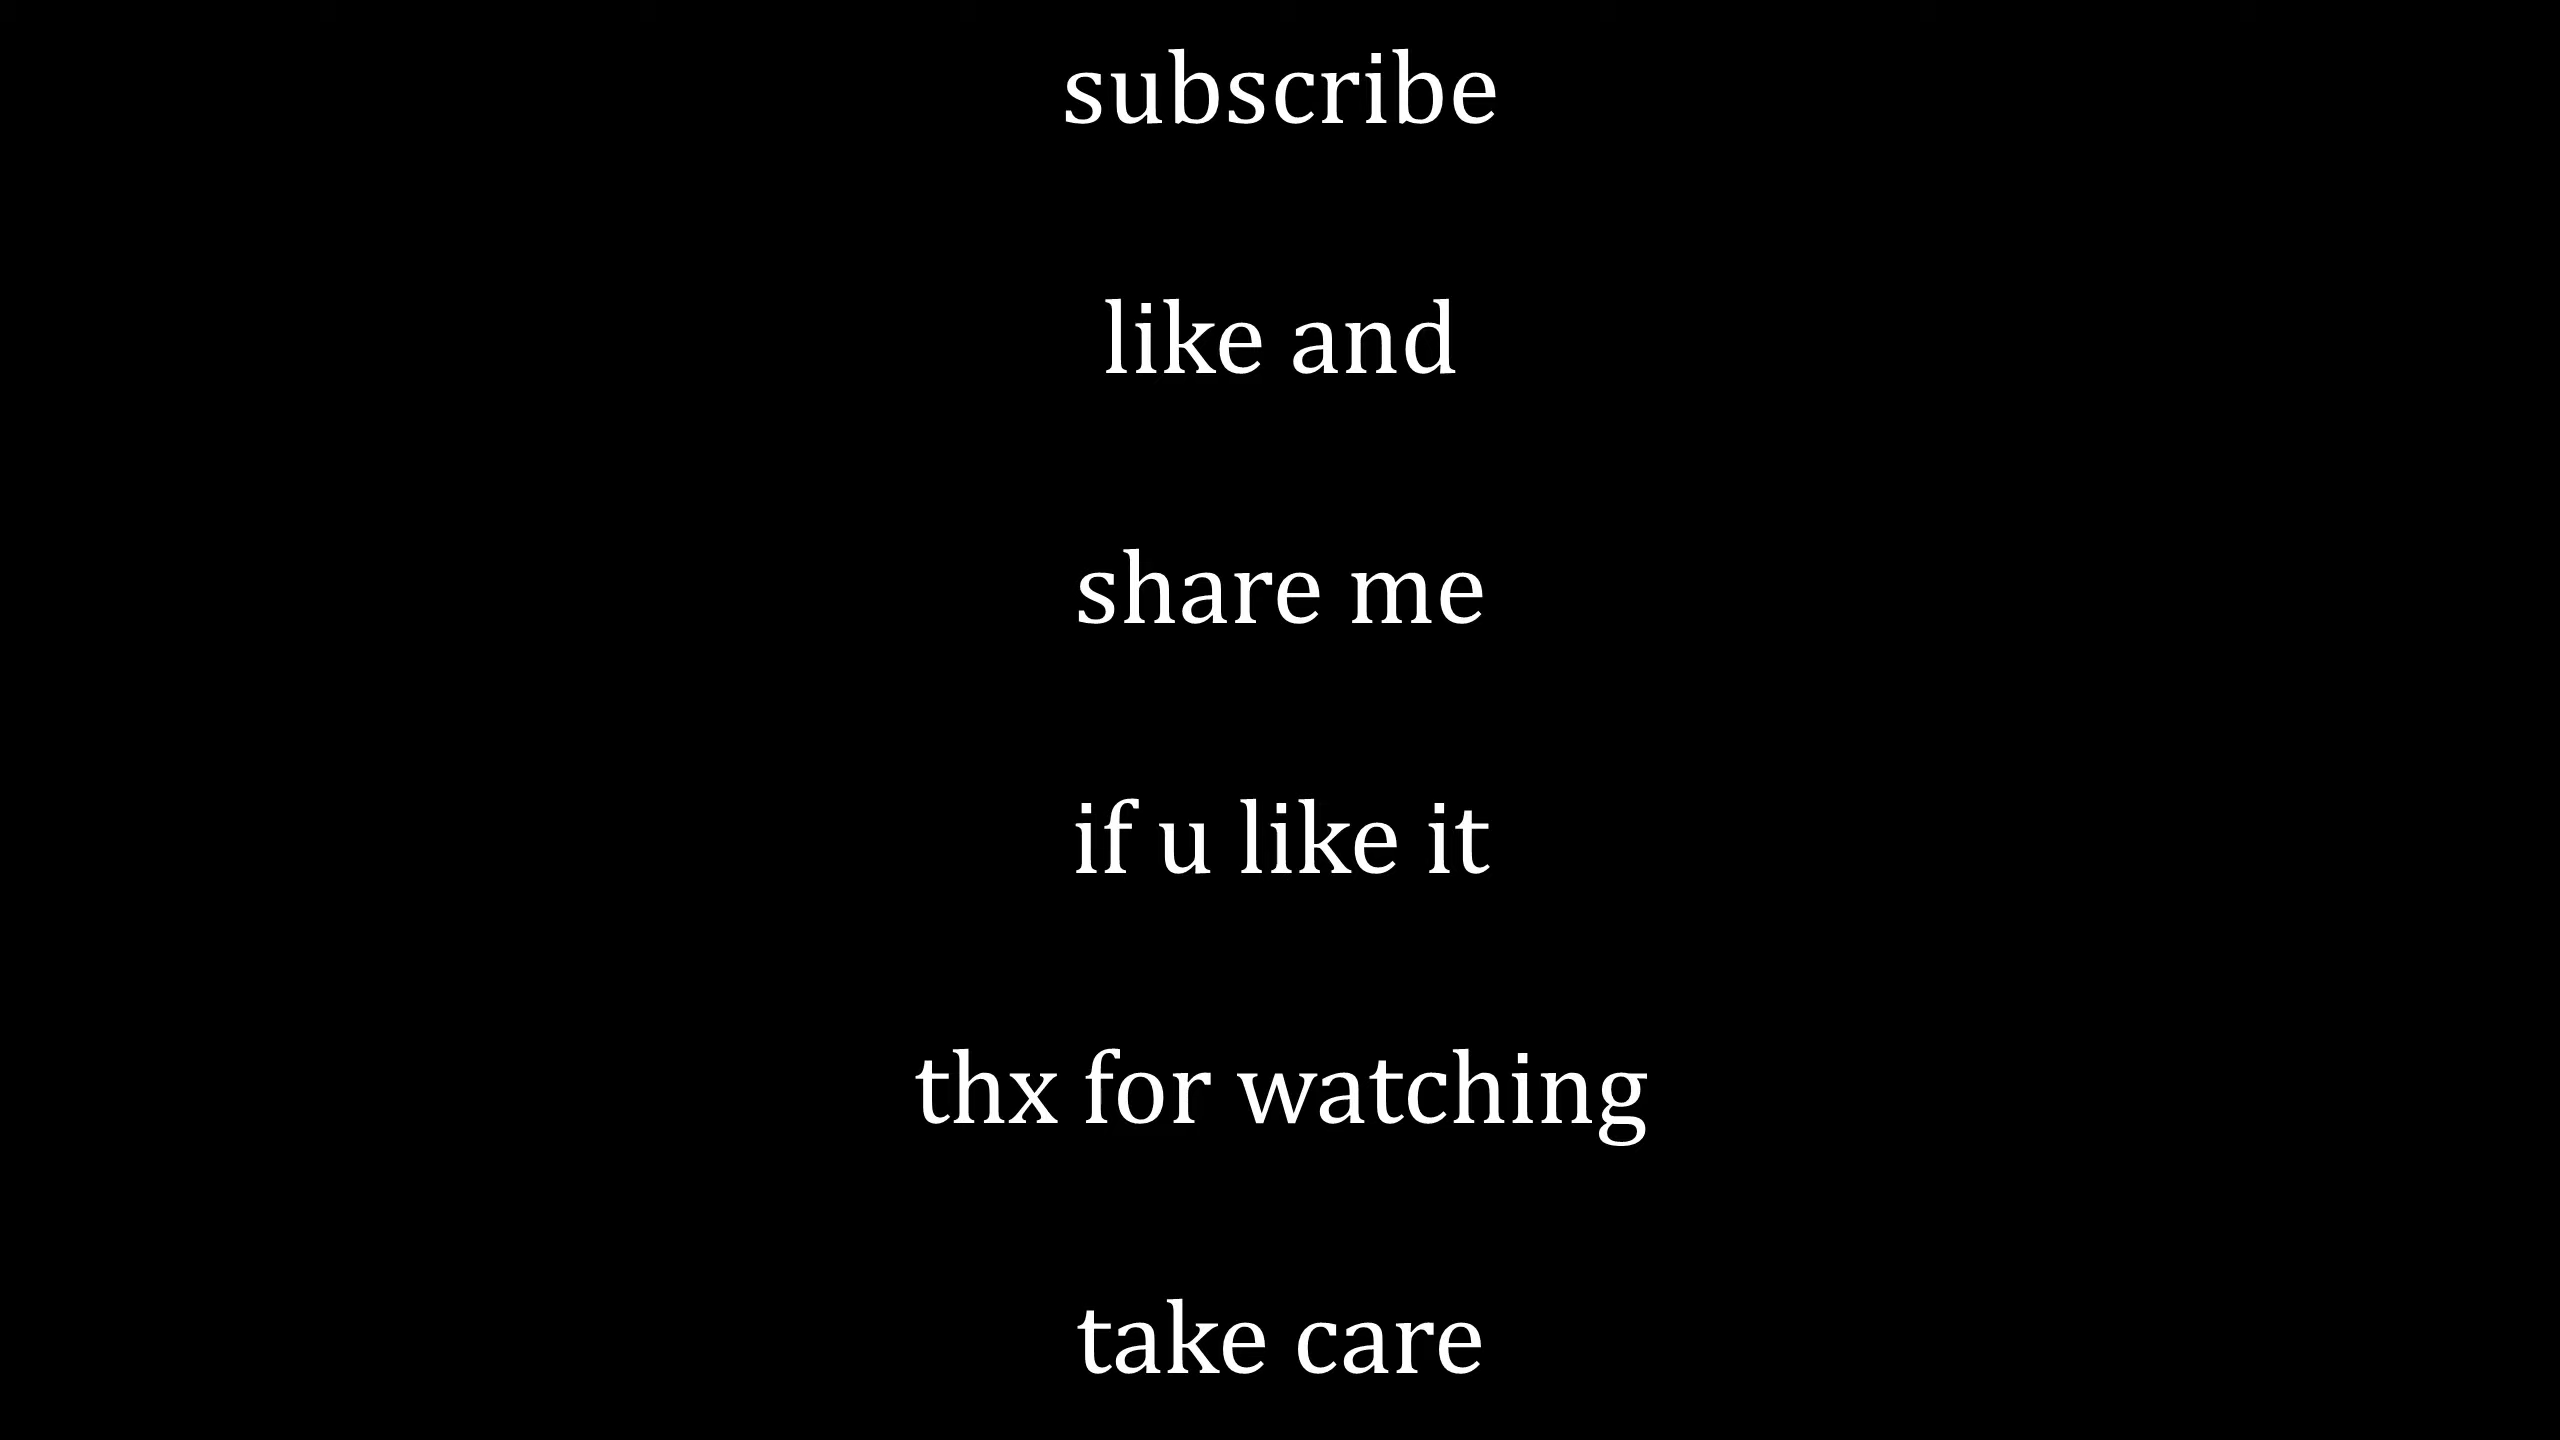 subscribe
like and
share me
if u like it
thx for watching
take care